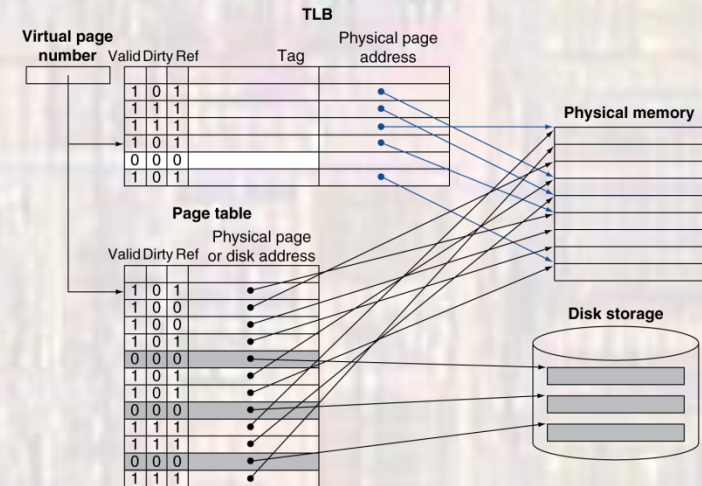 TLB
Virtual page
number
Valid Dirty Ref
Tag
Physical page
address
1 0 1
1 1 1
1 1 1
1 0 1
0 0 0
1 0 1
Physical memory
Page table
Physical page
or disk address
Valid Dirty Ref
1 0 1
1 0 0
1 0 0
1 0 1
0 0 0
1 0 1
1 0 1
0 0 0
1 1 1
1 1 1
0 0 0
1 1 1
Disk storage